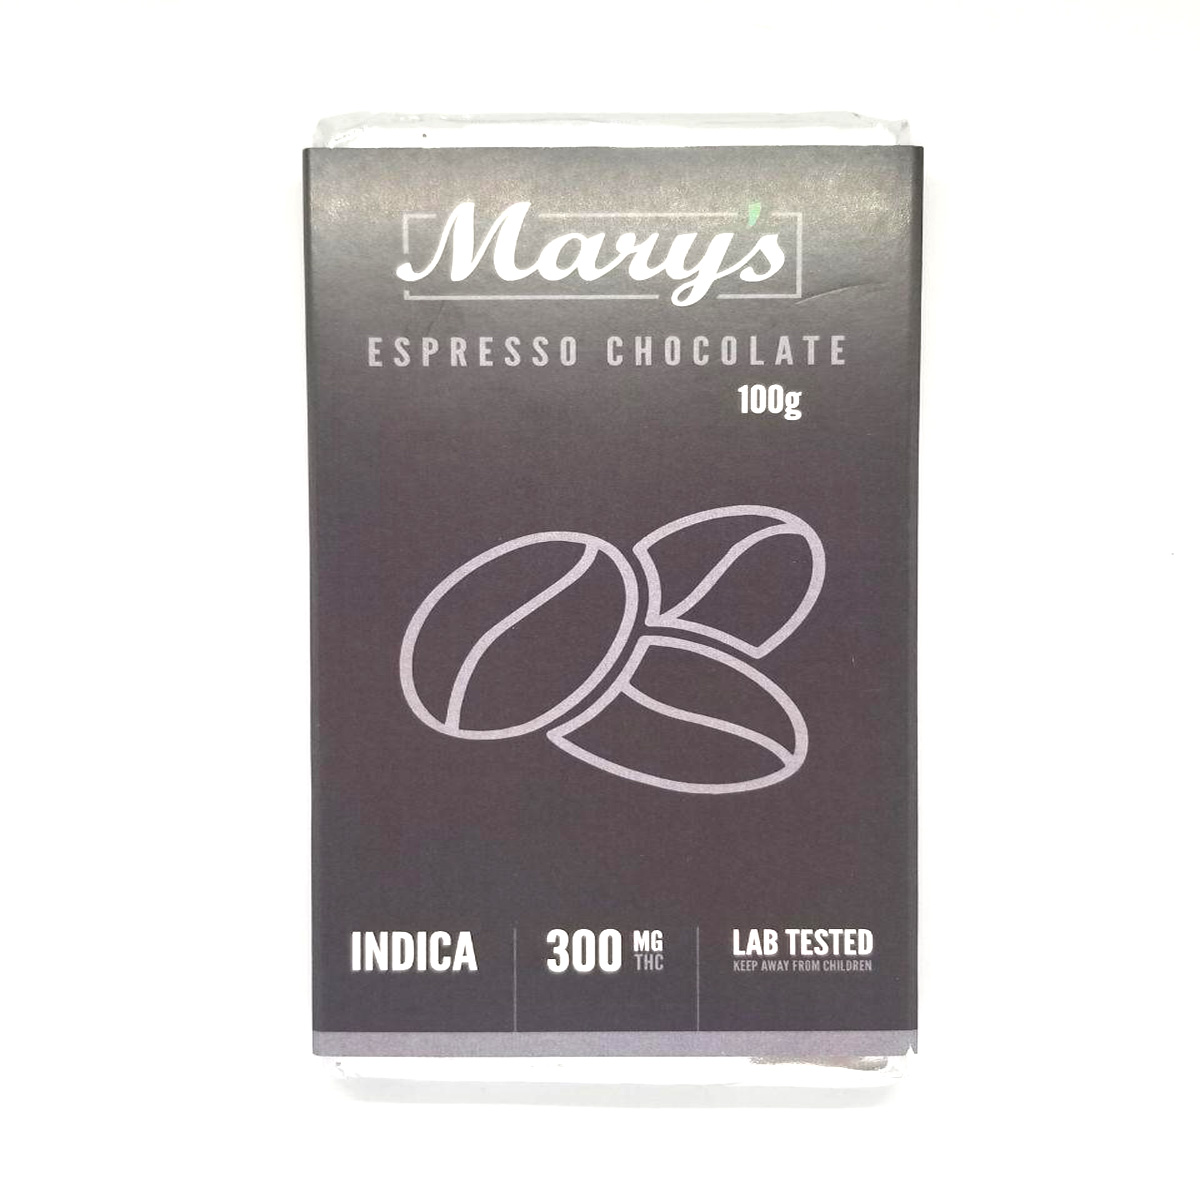 Mary's
ESPRESSO CHOCOLATE
100g
INDICA
300 MG
THC
LAB TESTED
KEEP AWAY FROM CHILDREN